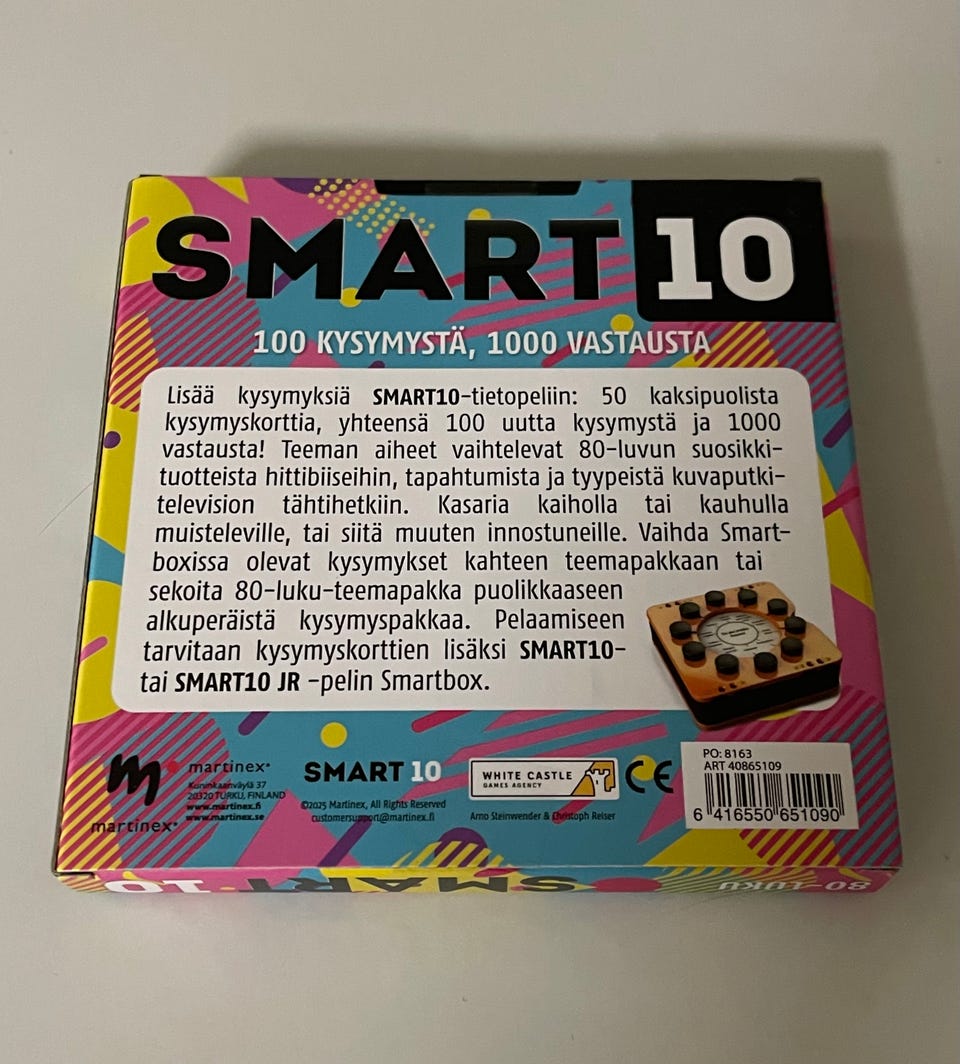 SMART 10
100 KYSYMYSTÄ, 1000 VASTAUSTA
Lisää kysymyksiä SMART10-tietopeliin: 50 kaksipuolista
kysymyskorttia, yhteensä 100 uutta kysymystä ja 1000
vastausta! Teeman aiheet vaihtelevat 80-luvun suosikki-
tuotteista hittibiiseihin, tapahtumista ja tyypeistä kuvaputki-
television tähtihetkiin. Kasaria kaiholla tai kauhulla
muisteleville, tai siitä muuten innostuneille. Vaihda Smart-
boxissa olevat kysymykset kahteen teemapakkaan tai
sekoita 80-luku-teemapakka puolikkaaseen
alkuperäistä kysymyspakkaa. Pelaamiseen
tarvitaan kysymyskorttien lisäksi SMART10-
tai SMART10 JR -pelin Smartbox.
martinex
martinex
Kuninkaanväylä 37
20320 TURKU, FINLAND
www.martinex.fi
www.martinex.se
SMART 10
©2025 Martinex, All Rights Reserved
customersupport@martinex.fi
WHITE CASTLE
GAMES AGENCY
CE
Arno Steinwender & Christoph Reiser
PO: 8163
ART 40865109
6 416550 651090
SMART 10
80-LUKU